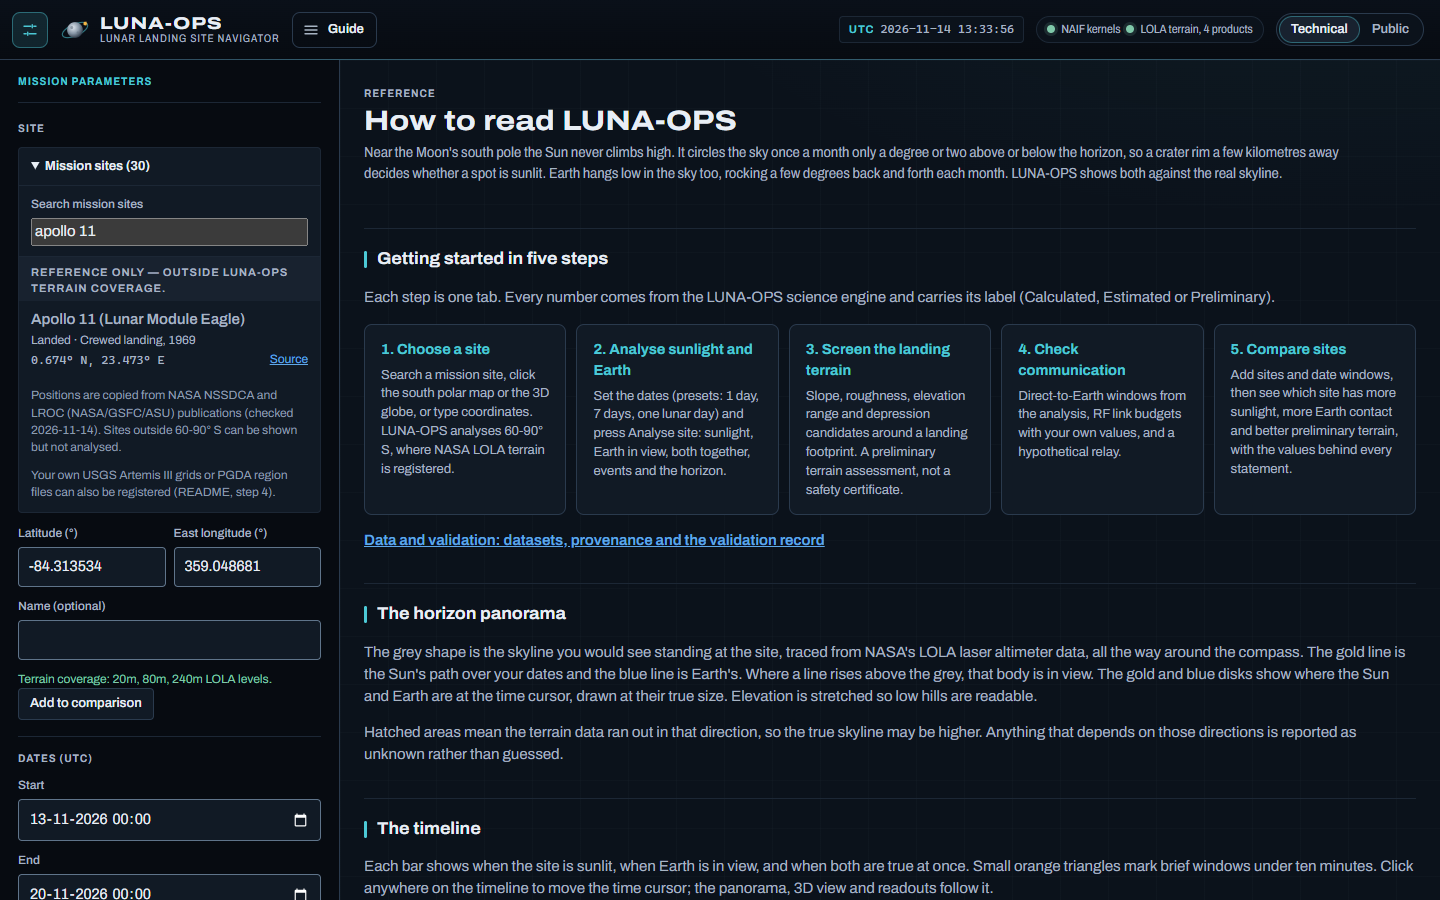 LUNA-OPS
LUNAR LANDING SITE NAVIGATOR
Guide
UTC 2026-11-14 13:33:56
NAIF kernels
LOLA terrain, 4 products
Technical
Public
MISSION PARAMETERS
SITE
▼ Mission sites (30)
Search mission sites
apollo 11
REFERENCE ONLY — OUTSIDE LUNA-OPS
TERRAIN COVERAGE.
Apollo 11 (Lunar Module Eagle)
Landed · Crewed landing, 1969
0.674° N, 23.473° E
Source
Positions are copied from NASA NSSDCA and
LROC (NASA/GSFC/ASU) publications (checked
2026-11-14). Sites outside 60-90° S can be shown
but not analysed.
Your own USGS Artemis III grids or PGDA region
files can also be registered (README, step 4).
Latitude (°)
East longitude (°)
-84.313534
359.048681
Name (optional)
Terrain coverage: 20m, 80m, 240m LOLA levels.
Add to comparison
DATES (UTC)
Start
13-11-2026 00:00
End
20-11-2026 00:00
REFERENCE
How to read LUNA-OPS
Near the Moon's south pole the Sun never climbs high. It circles the sky once a month only a degree or two above or below the horizon, so a crater rim a few kilometres away
decides whether a spot is sunlit. Earth hangs low in the sky too, rocking a few degrees back and forth each month. LUNA-OPS shows both against the real skyline.
Getting started in five steps
Each step is one tab. Every number comes from the LUNA-OPS science engine and carries its label (Calculated, Estimated or Preliminary).
1. Choose a site
Search a mission site, click
the south polar map or the 3D
globe, or type coordinates.
LUNA-OPS analyses 60-90°
S, where NASA LOLA terrain
is registered.
2. Analyse sunlight and
Earth
Set the dates (presets: 1 day,
7 days, one lunar day) and
press Analyse site: sunlight,
Earth in view, both together,
events and the horizon.
3. Screen the landing
terrain
Slope, roughness, elevation
range and depression
candidates around a landing
footprint. A preliminary
terrain assessment, not a
safety certificate.
4. Check
communication
Direct-to-Earth windows from
the analysis, RF link budgets
with your own values, and a
hypothetical relay.
5. Compare sites
Add sites and date windows,
then see which site has more
sunlight, more Earth contact
and better preliminary terrain,
with the values behind every
statement.
Data and validation: datasets, provenance and the validation record
The horizon panorama
The grey shape is the skyline you would see standing at the site, traced from NASA's LOLA laser altimeter data, all the way around the compass. The gold line is
the Sun's path over your dates and the blue line is Earth's. Where a line rises above the grey, that body is in view. The gold and blue disks show where the Sun
and Earth are at the time cursor, drawn at their true size. Elevation is stretched so low hills are readable.
Hatched areas mean the terrain data ran out in that direction, so the true skyline may be higher. Anything that depends on those directions is reported as
unknown rather than guessed.
The timeline
Each bar shows when the site is sunlit, when Earth is in view, and when both are true at once. Small orange triangles mark brief windows under ten minutes. Click
anywhere on the timeline to move the time cursor; the panorama, 3D view and readouts follow it.